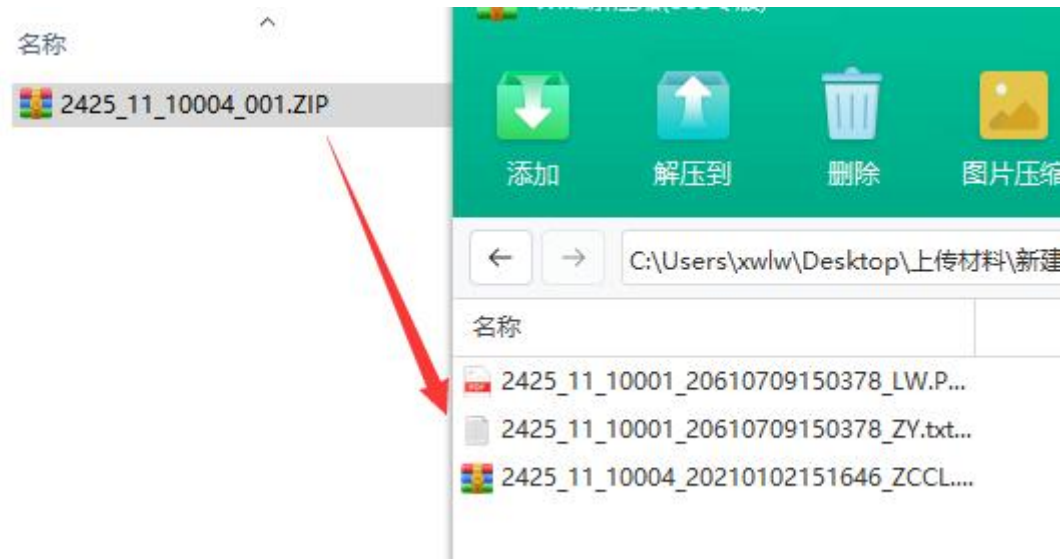 名称
2425_11_10004_001.ZIP
添加
解压到
删除
图片压缩
C:\Users\xwlw\Desktop\上传材料\新建
名称
2425_11_10001_20610709150378_LW.P...
2425_11_10001_20610709150378_ZY.txt...
2425_11_10004_20210102151646_ZCCL....